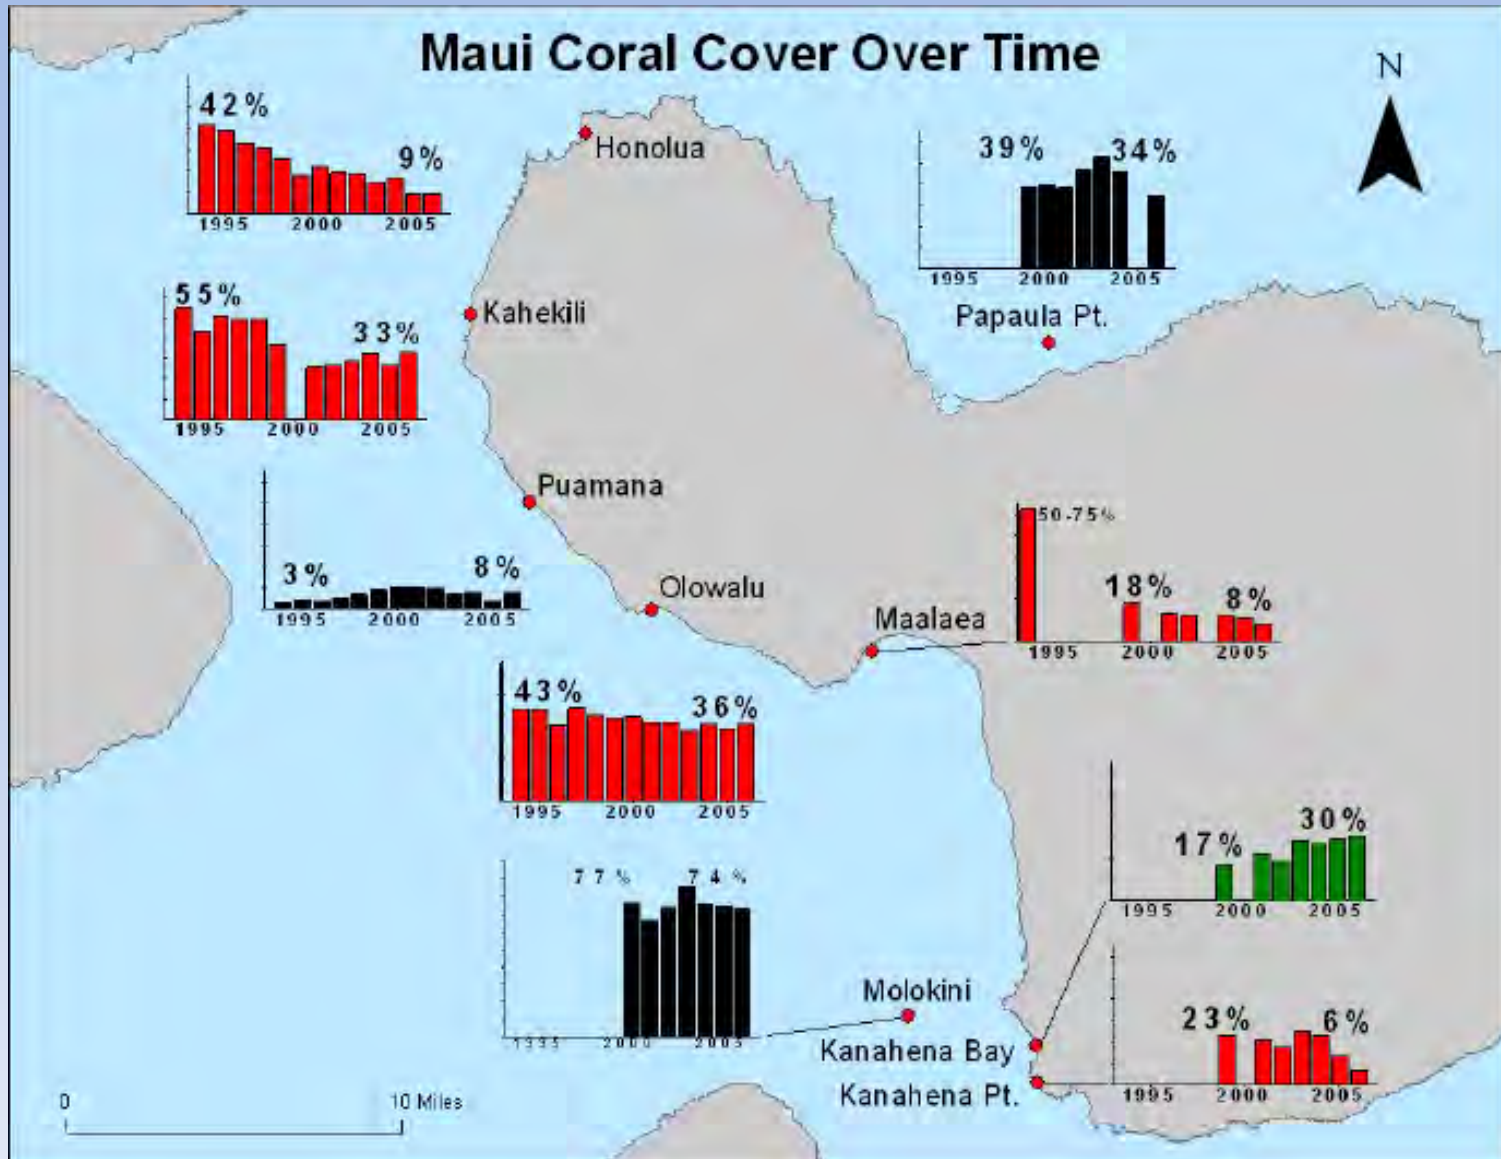 Maui Coral Cover Over Time
N
42%
9%
1995 2000 2005
Honolua
39% 34%
1995 2000 2005
Papaula Pt.
55%
33%
1995 2000 2005
Kahekili
Puamana
3% 8%
1995 2000 2005
Olowalu
Maalaea
50-75%
18% 8%
1995 2000 2005
43% 36%
1995 2000 2005
17% 30%
1995 2000 2005
77% 74%
1995 2000 2005
Molokini
Kanahena Bay
Kanahena Pt.
23% 6%
1995 2000 2005
0 10 Miles